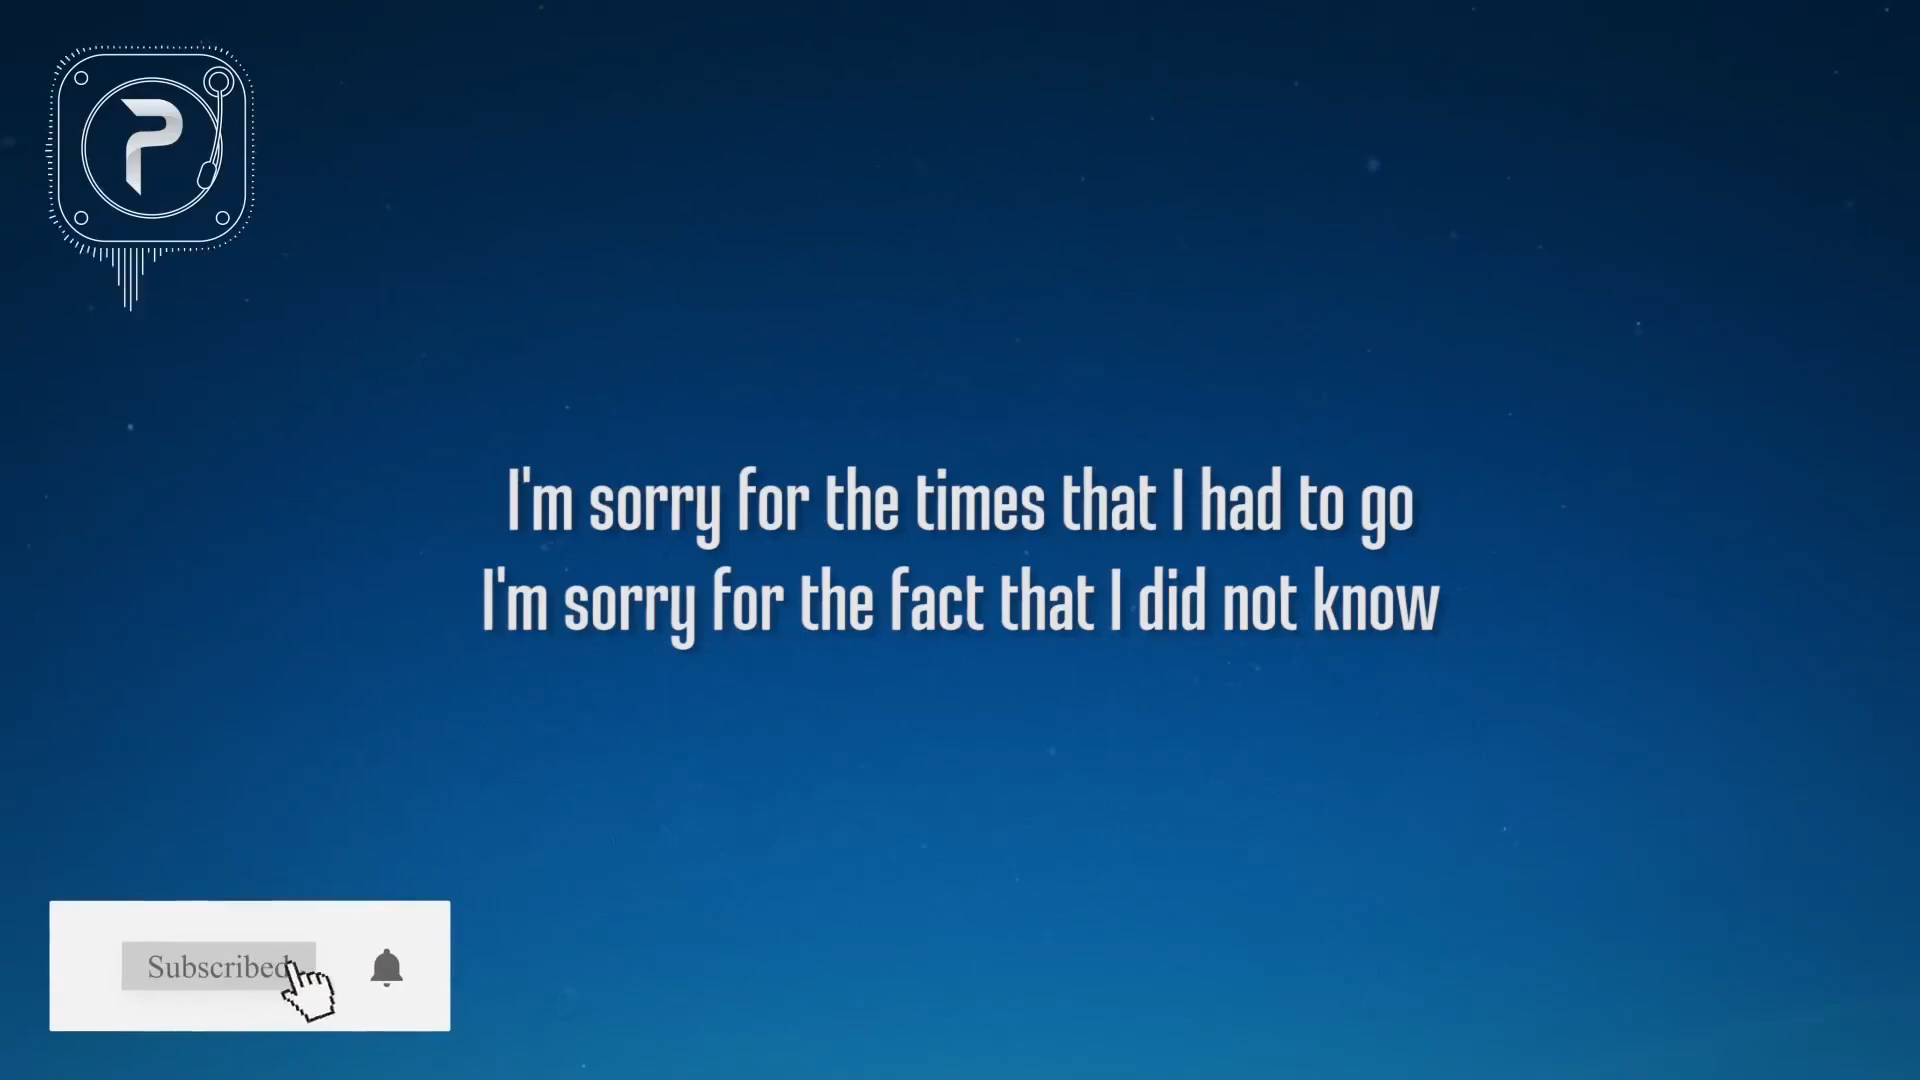 P
I'm sorry for the times that I had to go
I'm sorry for the fact that I did not know
Subscribed